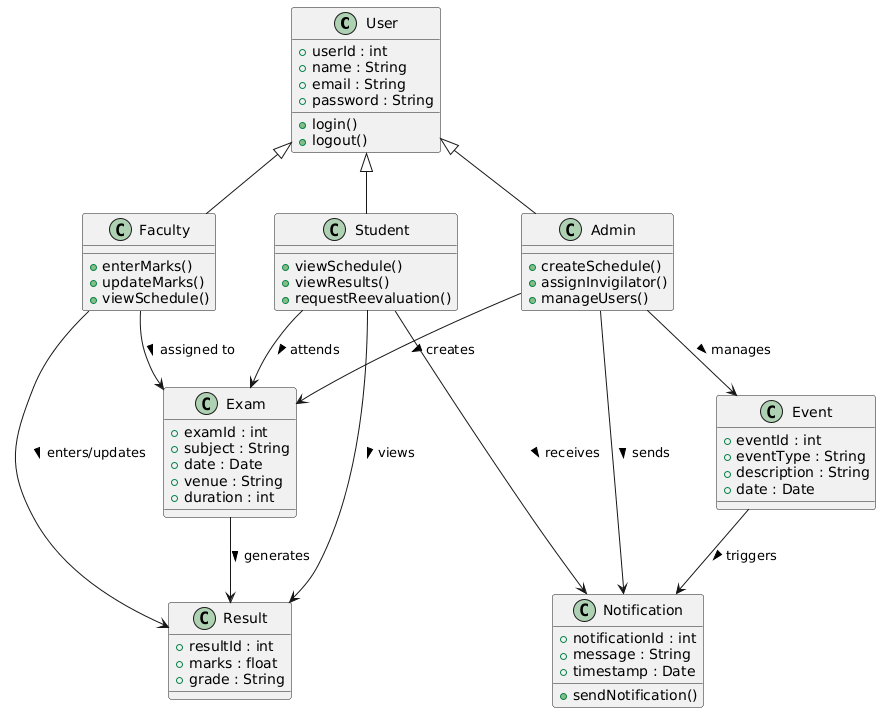 C User
userId : int
name : String
email : String
password : String
login()
logout()
C Faculty
enterMarks()
updateMarks()
viewSchedule()
C Student
viewSchedule()
viewResults()
requestReevaluation()
C Admin
createSchedule()
assignInvigilator()
manageUsers()
assigned to
attends
creates
manages
C Exam
examId : int
subject : String
date : Date
venue : String
duration : int
C Event
eventId : int
eventType : String
description : String
date : Date
enters/updates
views
receives
sends
generates
triggers
C Result
resultId : int
marks : float
grade : String
C Notification
notificationId : int
message : String
timestamp : Date
sendNotification()